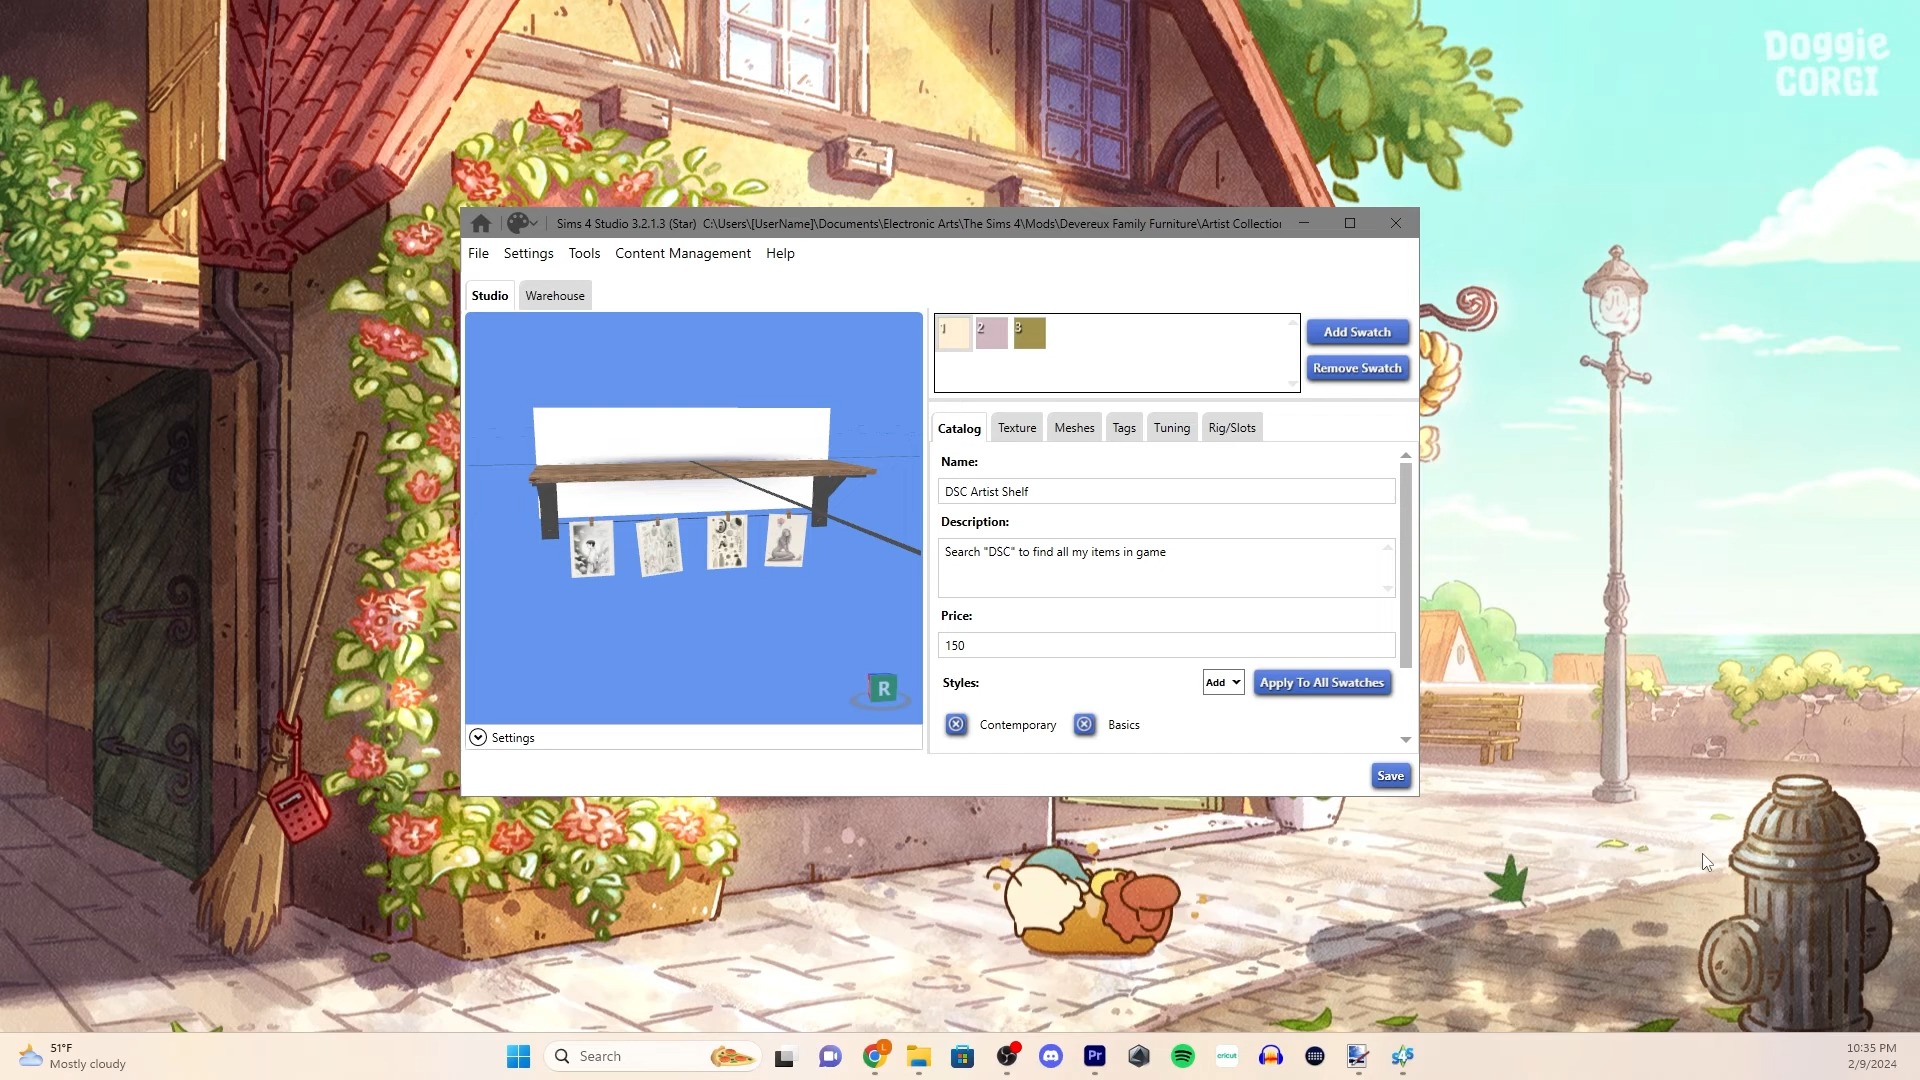 Doggie
CORGI
Sims 4 Studio 3.2.1.3 (Star) C:\Users\[UserName]\Documents\Electronic Arts\The Sims 4\Mods\Devereux Family Furniture\Artist Collection
File Settings Tools Content Management Help
Studio Warehouse
1 2 3
Add Swatch
Remove Swatch
Catalog Texture Meshes Tags Tuning Rig/Slots
Name:
DSC Artist Shelf
Description:
Search "DSC" to find all my items in game
Price:
150
Styles:
Add
Apply To All Swatches
Contemporary Basics
R
Settings
Save
51°F
Mostly cloudy
Search
L
Pr
cricut
S4S
10:35 PM
2/9/2024